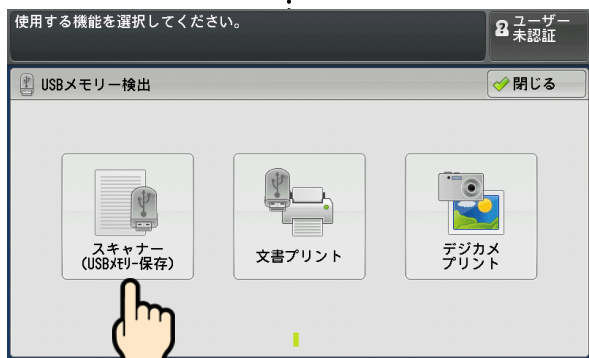 使用する機能を選択してください。
ユーザー
未認証
USBメモリー検出
閉じる
スキャナー
(USBメモリー保存)
文書プリント
デジカメ
プリント